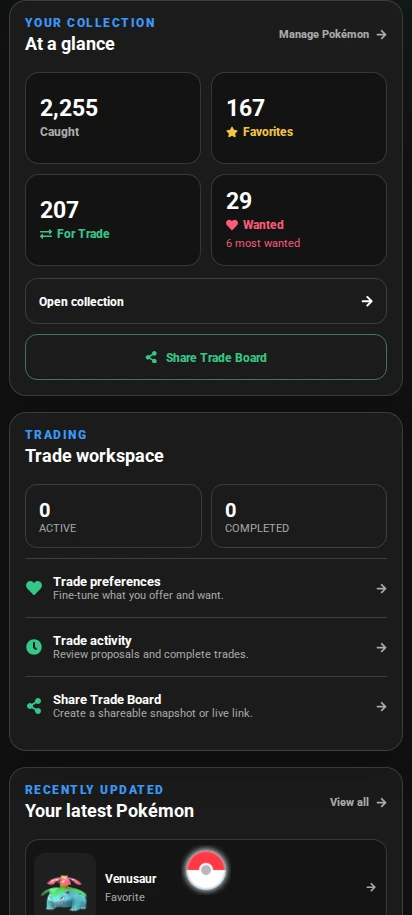 YOUR COLLECTION
At a glance
Manage Pokémon
2,255
Caught
167
Favorites
207
For Trade
29
Wanted
6 most wanted
Open collection
Share Trade Board
TRADING
Trade workspace
0
ACTIVE
0
COMPLETED
Trade preferences
Fine-tune what you offer and want.
Trade activity
Review proposals and complete trades.
Share Trade Board
Create a shareable snapshot or live link.
RECENTLY UPDATED
Your latest Pokémon
View all
Venusaur
Favorite